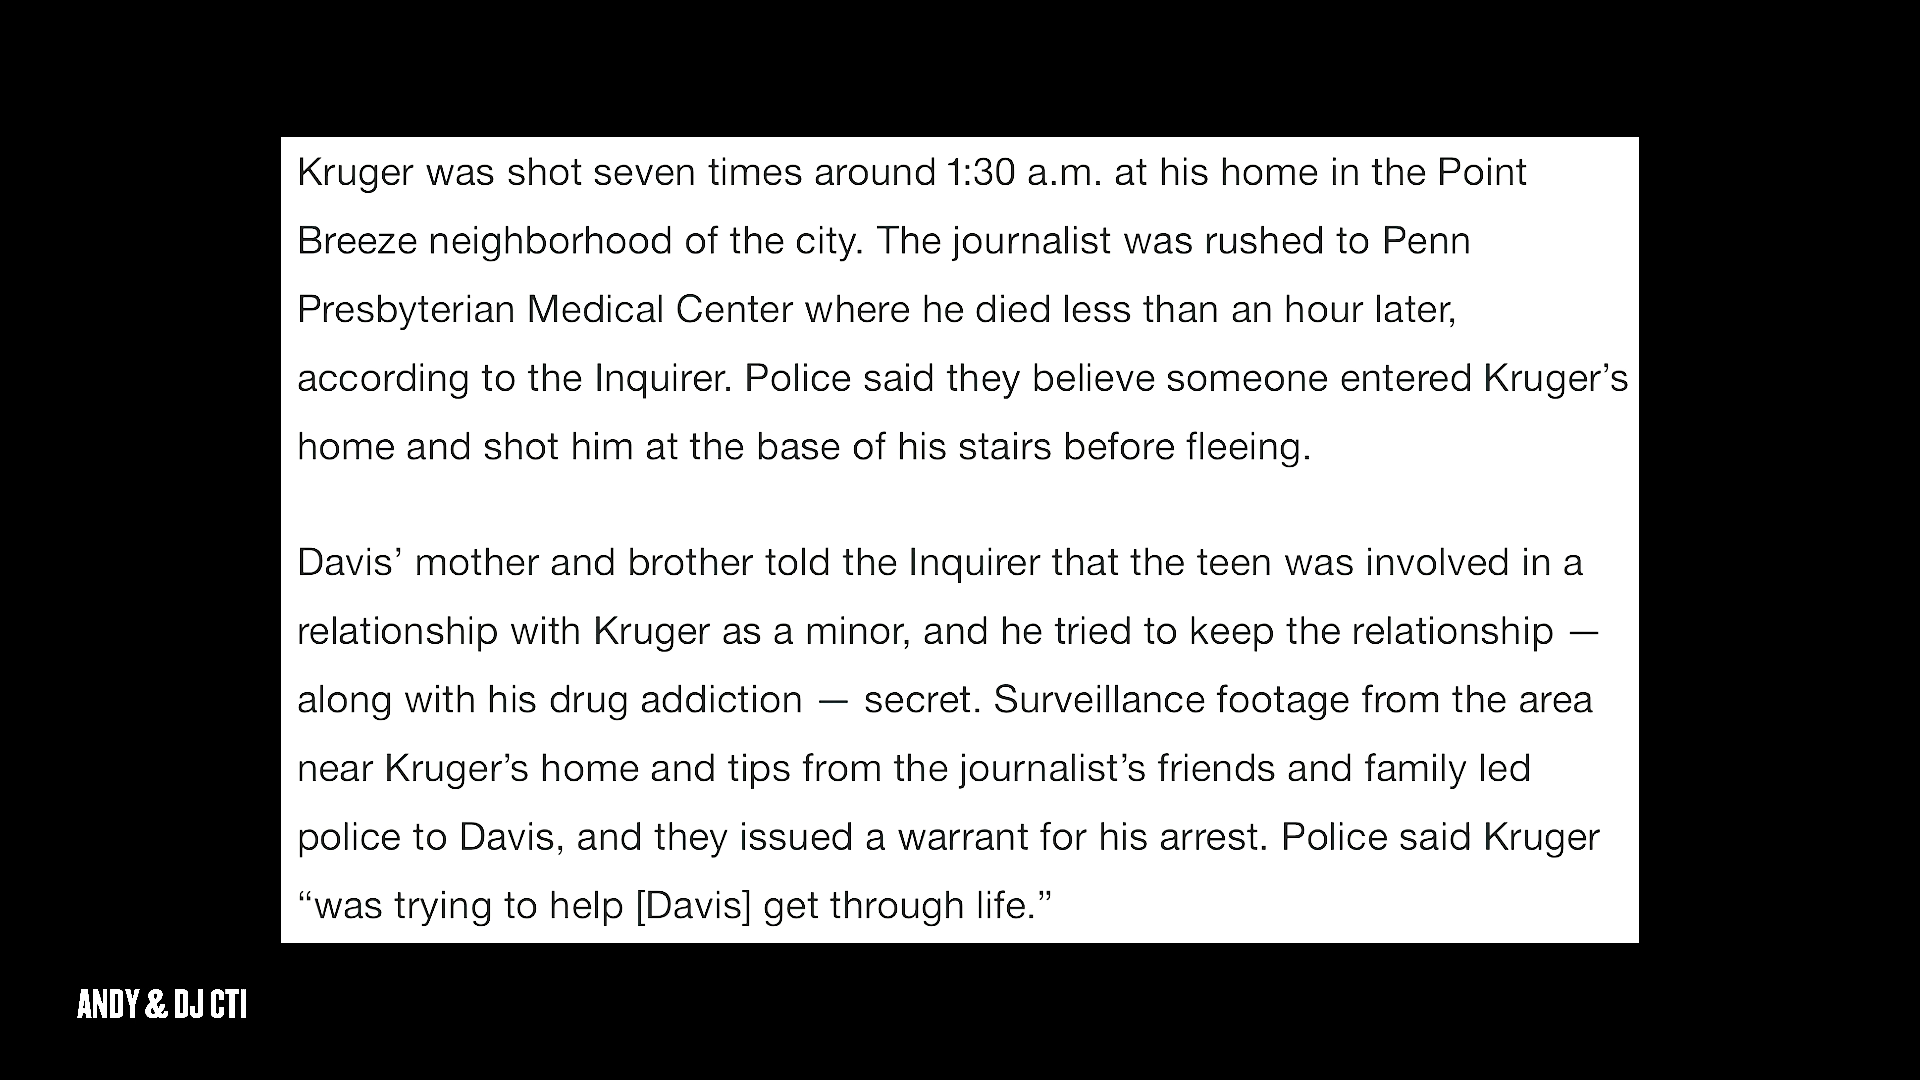 Kruger was shot seven times around 1:30 a.m. at his home in the Point
Breeze neighborhood of the city. The journalist was rushed to Penn
Presbyterian Medical Center where he died less than an hour later,
according to the Inquirer. Police said they believe someone entered Kruger’s
home and shot him at the base of his stairs before fleeing.
Davis’ mother and brother told the Inquirer that the teen was involved in a
relationship with Kruger as a minor, and he tried to keep the relationship —
along with his drug addiction — secret. Surveillance footage from the area
near Kruger’s home and tips from the journalist’s friends and family led
police to Davis, and they issued a warrant for his arrest. Police said Kruger
“was trying to help [Davis] get through life.”
ANDY & DJ CTI